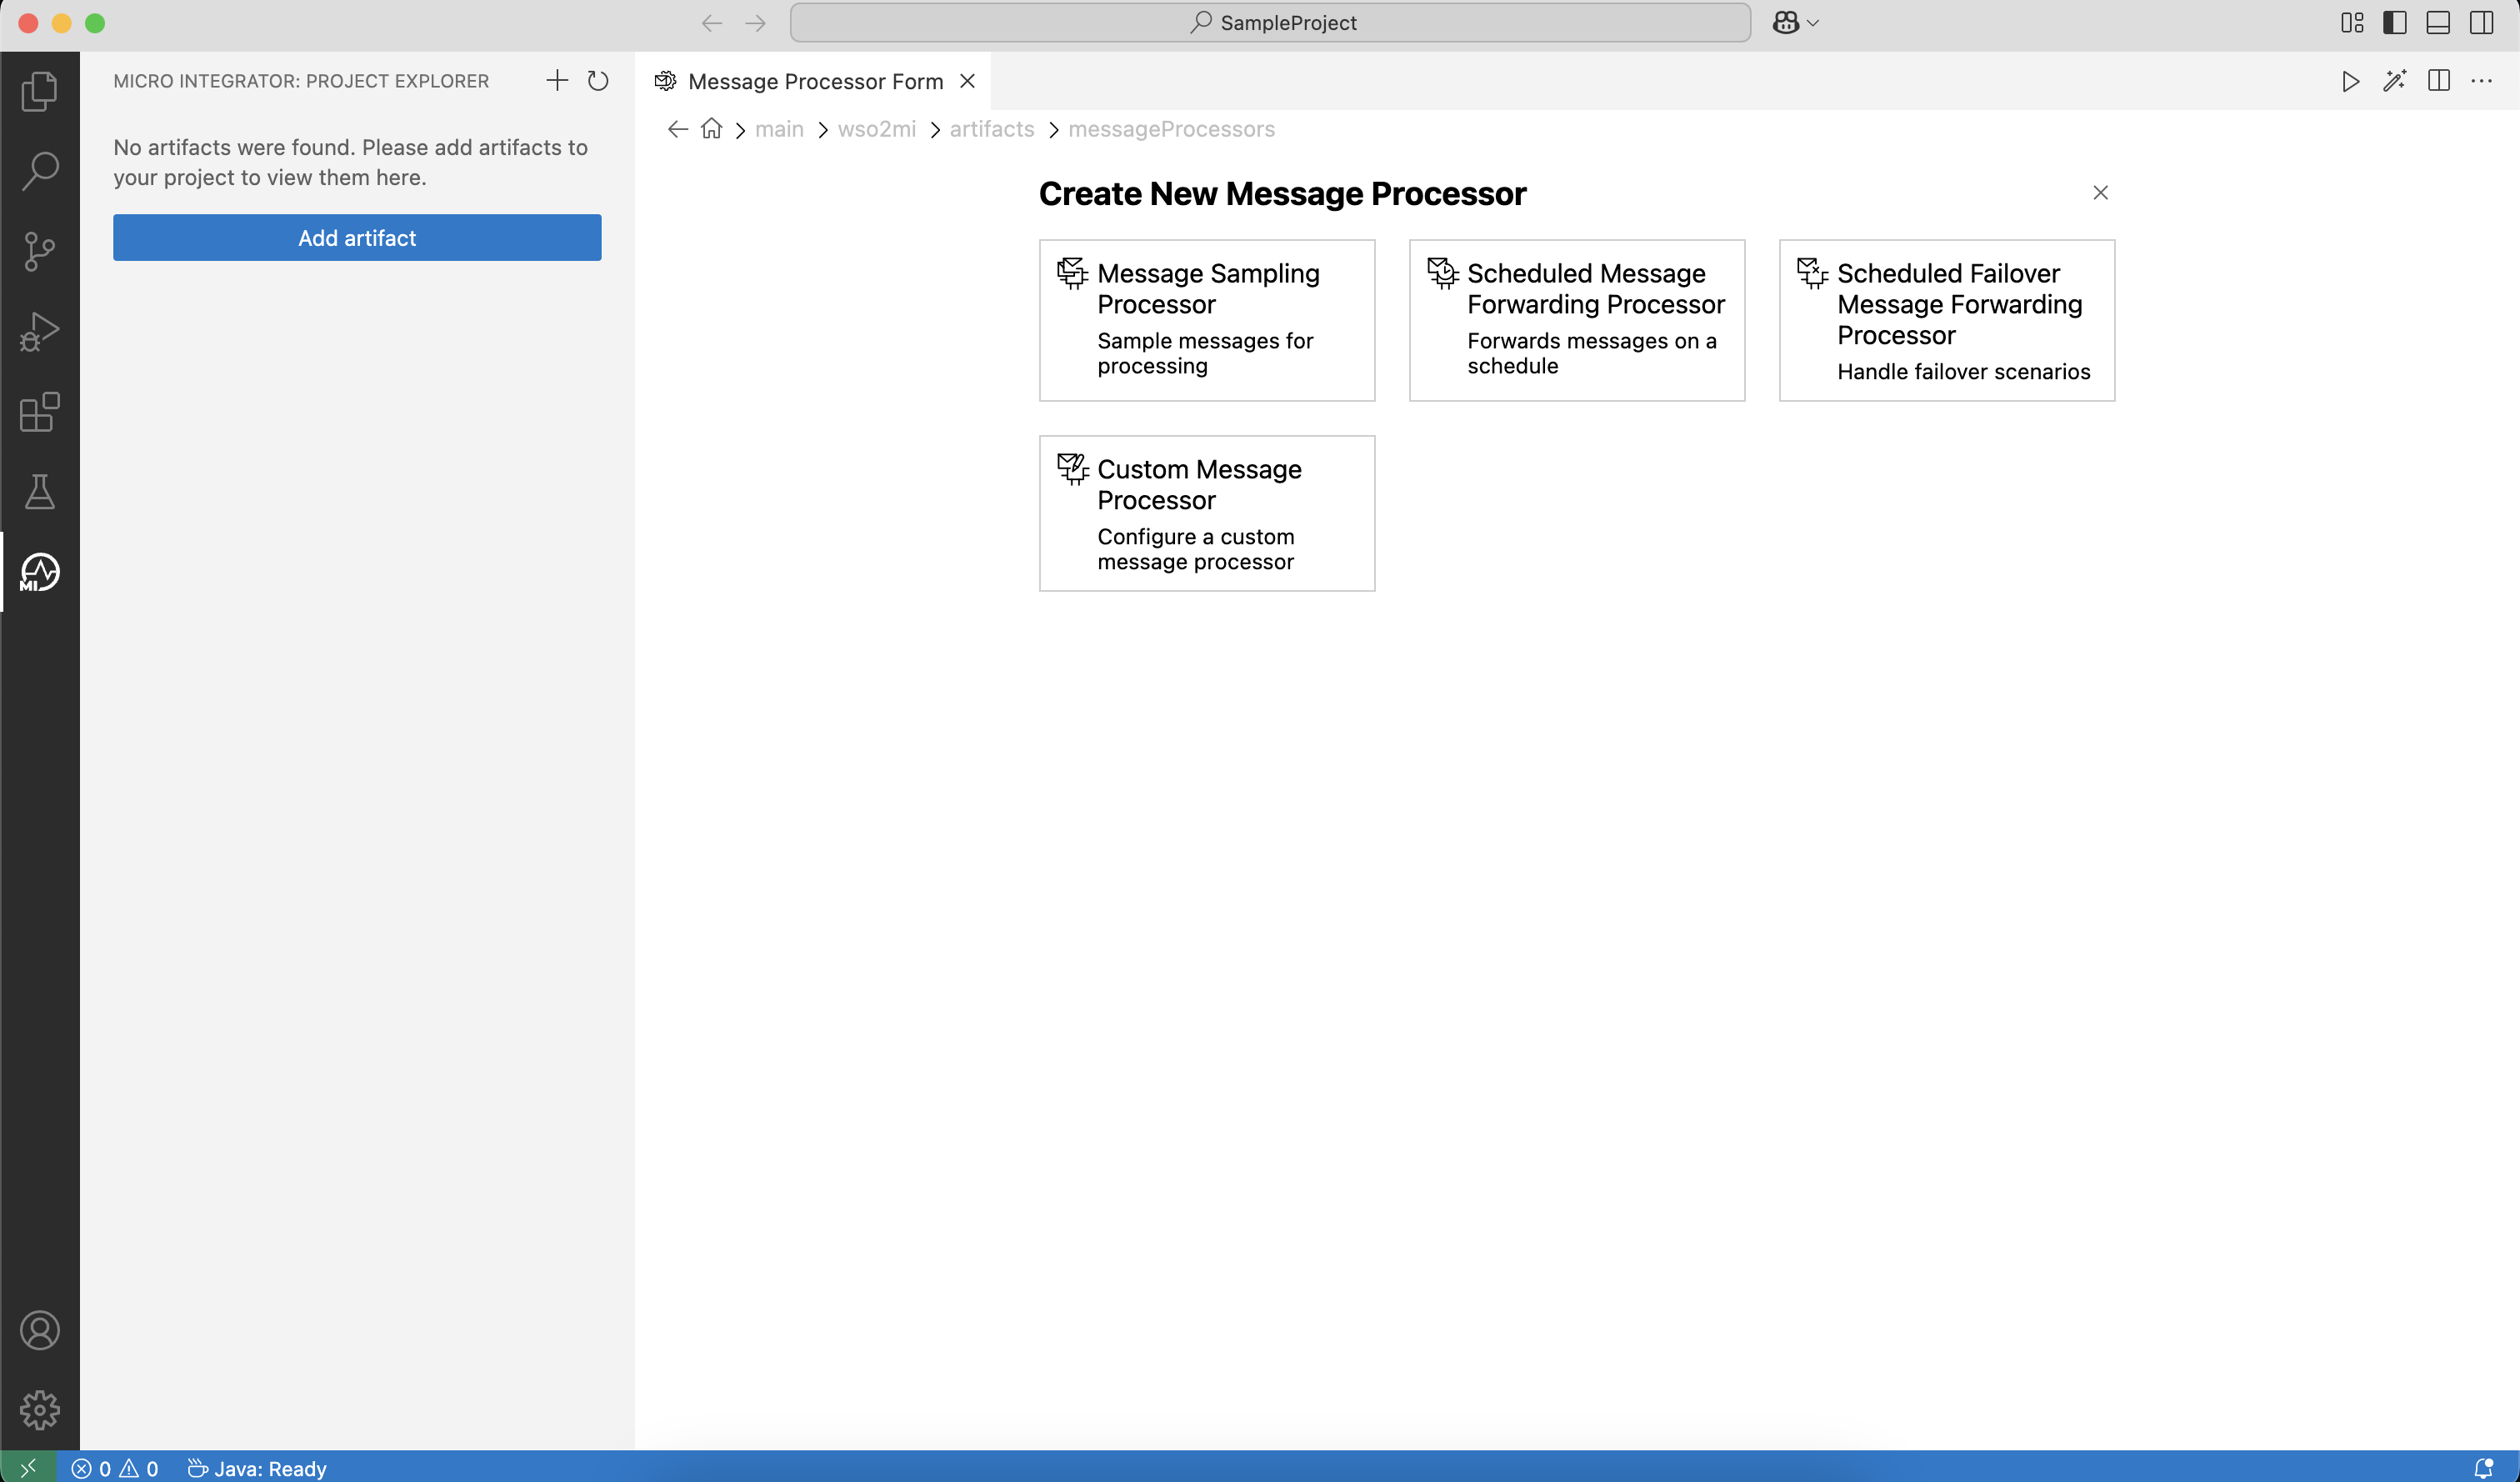 SampleProject
MICRO INTEGRATOR: PROJECT EXPLORER
No artifacts were found. Please add artifacts to
your project to view them here.
Add artifact
MI
Message Processor Form
main > wso2mi > artifacts > messageProcessors
Create New Message Processor
Message Sampling
Processor
Sample messages for
processing
Scheduled Message
Forwarding Processor
Forwards messages on a
schedule
Scheduled Failover
Message Forwarding
Processor
Handle failover scenarios
Custom Message
Processor
Configure a custom
message processor
0 0 Java: Ready